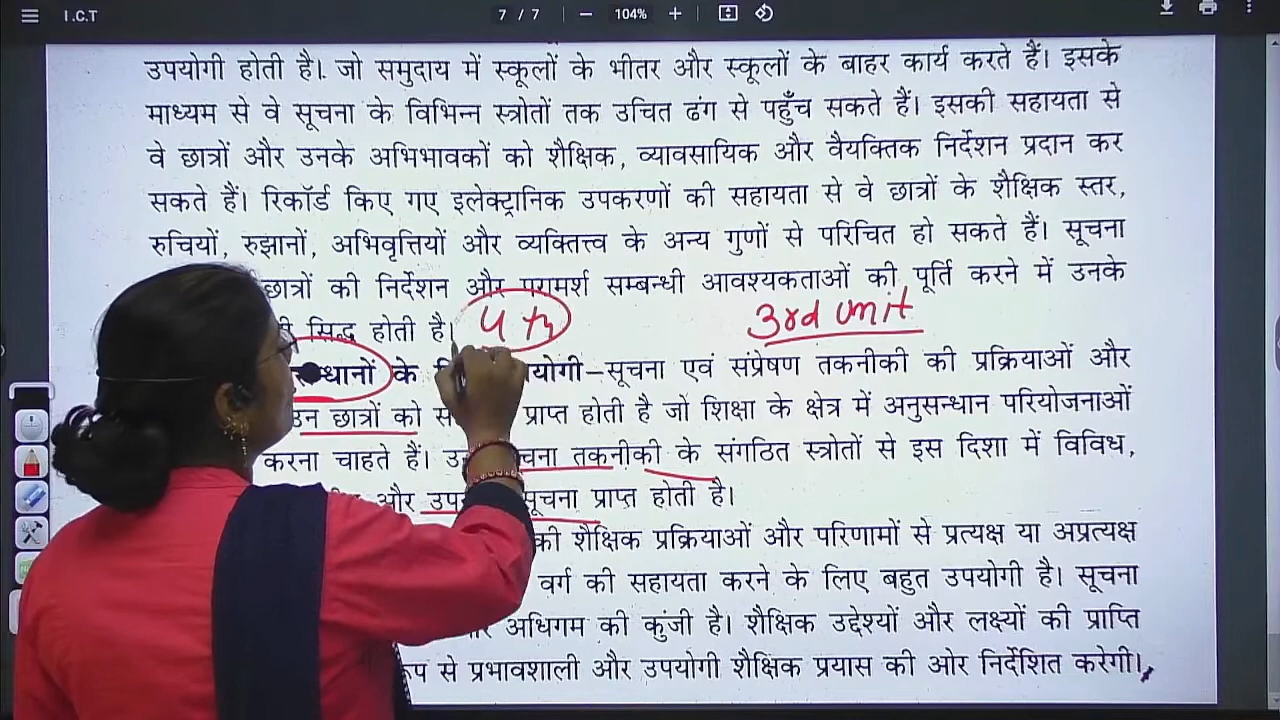 I.C.T 7 / 7 104%
उपयोगी होती है। जो समुदाय में स्कूलों के भीतर और स्कूलों के बाहर कार्य करते हैं। इसके
माध्यम से वे सूचना के विभिन्न स्त्रोतों तक उचित ढंग से पहुँच सकते हैं। इसकी सहायता से
वे छात्रों और उनके अभिभावकों को शैक्षिक, व्यावसायिक और वैयक्तिक निर्देशन प्रदान कर
सकते हैं। रिकॉर्ड किए गए इलेक्ट्रानिक उपकरणों की सहायता से वे छात्रों के शैक्षिक स्तर,
रुचियों, रुझानों, अभिवृत्तियों और व्यक्तित्त्व के अन्य गुणों से परिचित हो सकते हैं। सूचना
छात्रों की निर्देशन और परामर्श सम्बन्धी आवश्यकताओं की पूर्ति करने में उनके
सिद्ध होती है। 4th 3rd unit
के योगी–सूचना एवं संप्रेषण तकनीकी की प्रक्रियाओं और
उन छात्रों को प्राप्त होती है जो शिक्षा के क्षेत्र में अनुसन्धान परियोजनाओं
करना चाहते हैं। तकनीकी के संगठित स्त्रोतों से इस दिशा में विविध,
और सूचना प्राप्त होती है।
की शैक्षिक प्रक्रियाओं और परिणामों से प्रत्यक्ष या अप्रत्यक्ष
वर्ग की सहायता करने के लिए बहुत उपयोगी है। सूचना
अधिगम की कुंजी है। शैक्षिक उद्देश्यों और लक्ष्यों की प्राप्ति
से प्रभावशाली और उपयोगी शैक्षिक प्रयास की ओर निर्देशित करेगी।